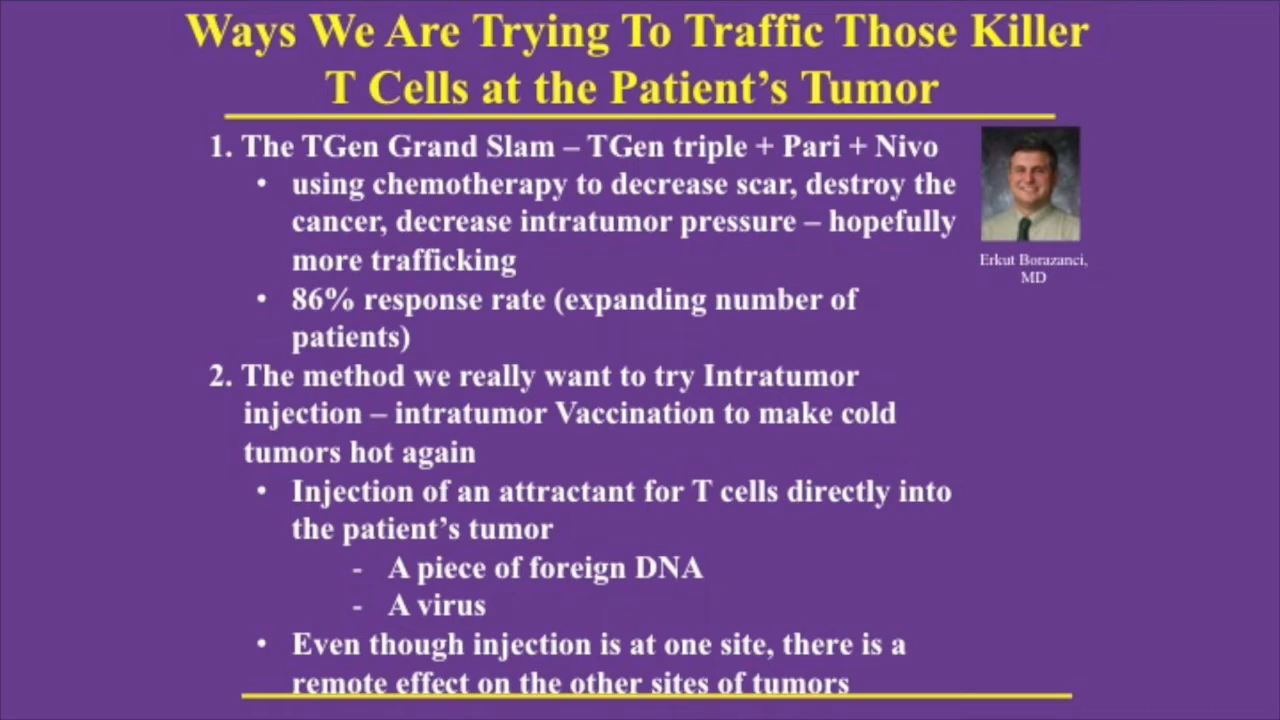 Ways We Are Trying To Traffic Those Killer
T Cells at the Patient's Tumor
1. The TGen Grand Slam – TGen triple + Pari + Nivo
• using chemotherapy to decrease scar, destroy the
cancer, decrease intratumor pressure – hopefully
more trafficking
• 86% response rate (expanding number of
patients)
Erkut Borazanci,
MD
2. The method we really want to try Intratumor
injection – intratumor Vaccination to make cold
tumors hot again
• Injection of an attractant for T cells directly into
the patient's tumor
- A piece of foreign DNA
- A virus
• Even though injection is at one site, there is a
remote effect on the other sites of tumors